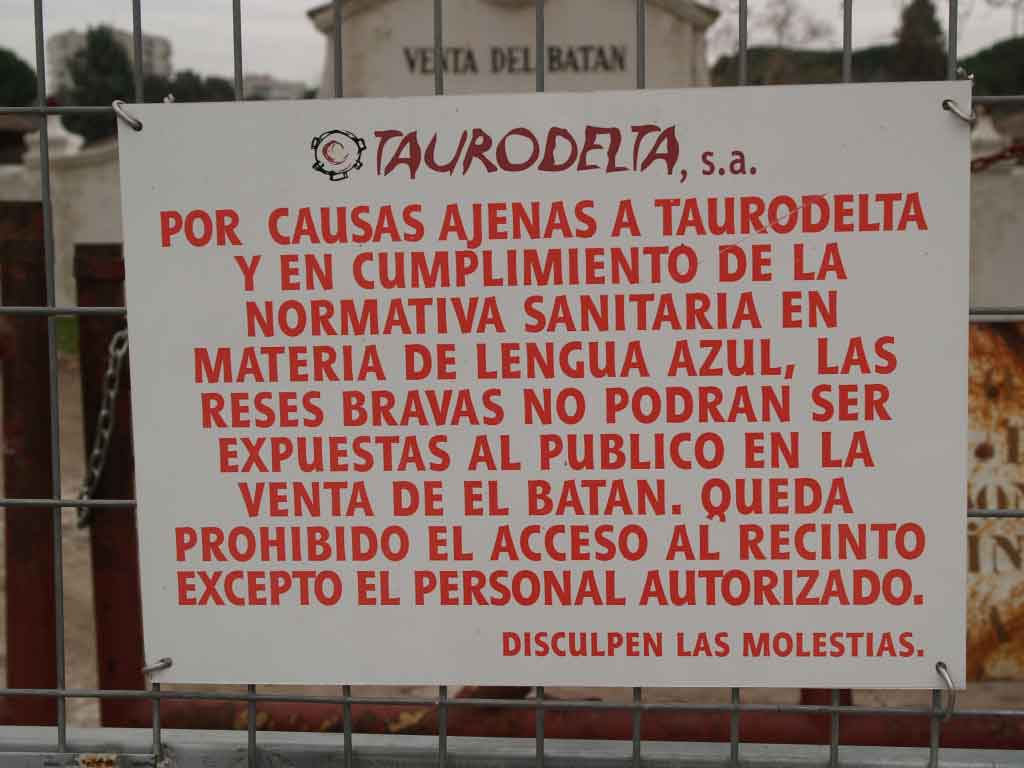 VENTA DEL BATAN
TAURODELTA, s.a.
POR CAUSAS AJENAS A TAURODELTA
Y EN CUMPLIMIENTO DE LA
NORMATIVA SANITARIA EN
MATERIA DE LENGUA AZUL, LAS
RESES BRAVAS NO PODRAN SER
EXPUESTAS AL PUBLICO EN LA
VENTA DE EL BATAN. QUEDA
PROHIBIDO EL ACCESO AL RECINTO
EXCEPTO EL PERSONAL AUTORIZADO.
DISCULPEN LAS MOLESTIAS.